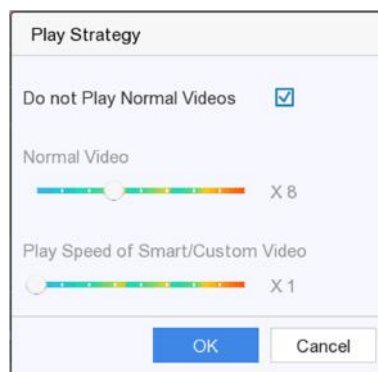 Play Strategy
Do not Play Normal Videos
Normal Video
X 8
Play Speed of Smart/Custom Video
X 1
OK Cancel